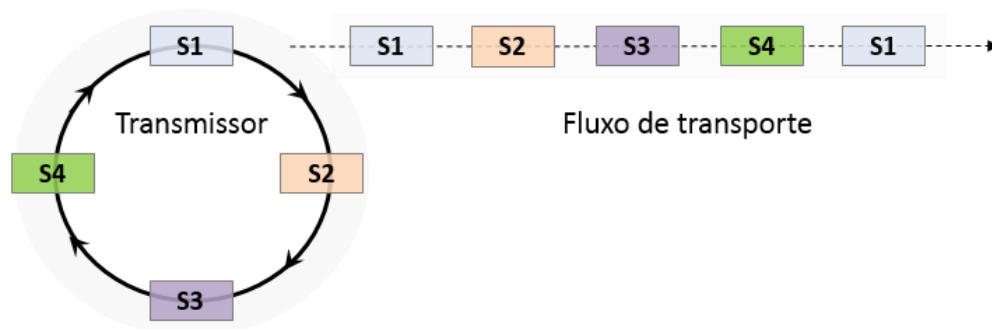 S1
S1 S2 S3 S4 S1
Transmissor
Fluxo de transporte
S4
S2
S3